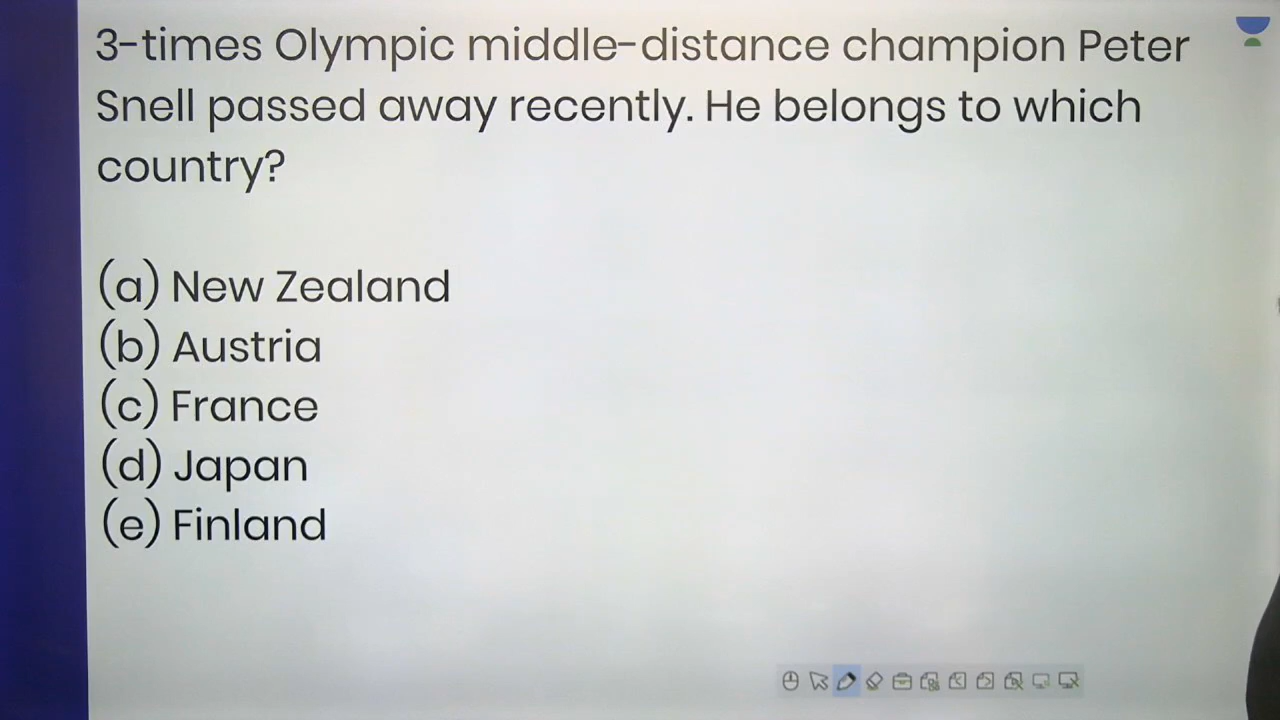 3-times Olympic middle-distance champion Peter
Snell passed away recently. He belongs to which
country?
(a) New Zealand
(b) Austria
(c) France
(d) Japan
(e) Finland